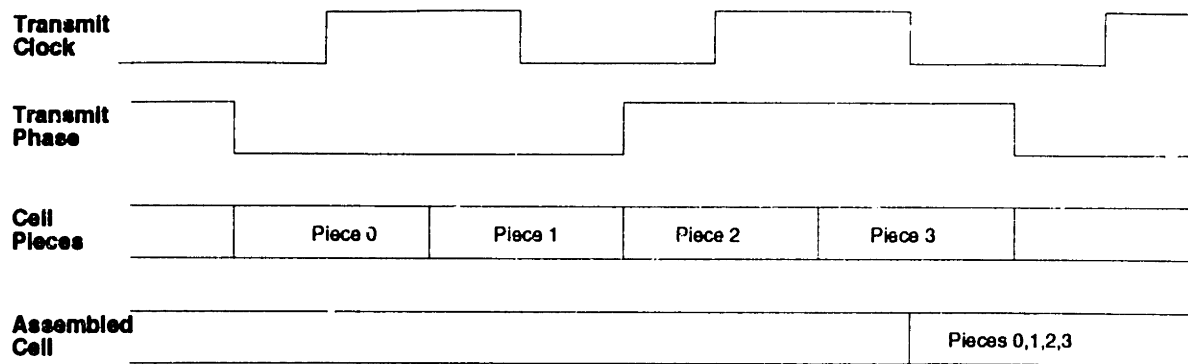 Transmit
Clock
Transmit
Phase
Cell
Pieces
Piece 0
Piece 1
Piece 2
Piece 3
Assembled
Cell
Pieces 0,1,2,3